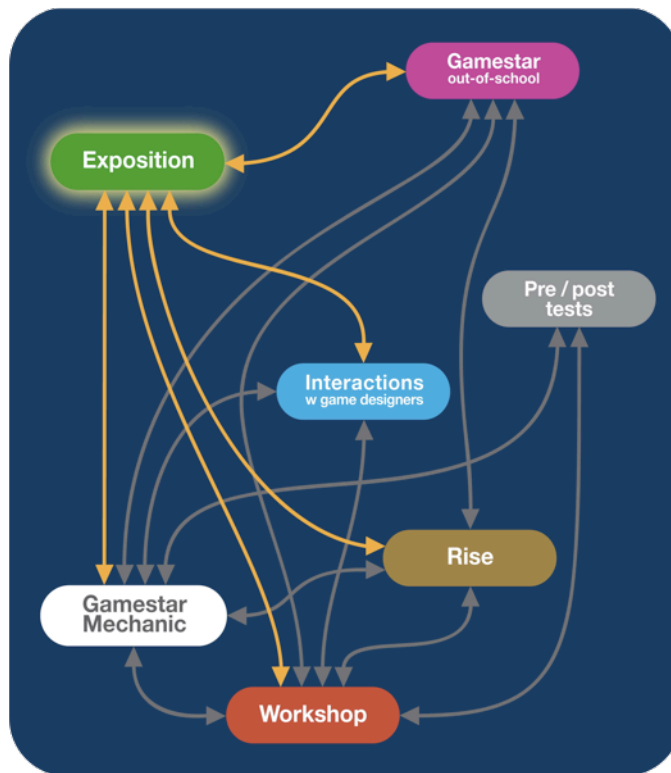 Gamestar
out-of-school
Exposition
Pre / post
tests
Interactions
w game designers
Rise
Gamestar
Mechanic
Workshop